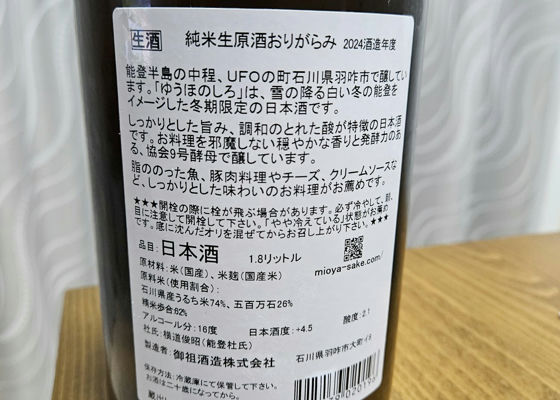 生酒 純米生原酒おりがらみ 2024酒造年度
能登半島の中程、UFOの町石川県羽咋市で醸してい
ます。「ゆうほのしろ」は、雪の降る白い冬の能登を
イメージした冬期限定の日本酒です。
しっかりとした旨み、調和のとれた酸が特徴の日本酒
です。お料理を邪魔しない穏やかな香りと発酵力のあ
る、協会9号酵母で醸しています。
脂ののった魚、豚肉料理やチーズ、クリームソースな
ど、しっかりとした味わいのお料理がお薦めです。
★★★開栓の際に栓が飛ぶ場合があります。必ず冷やして、顔、
目に注意して開栓して下さい。「やや冷えている」状態がお薦め
です。底に沈んだオリを混ぜてからお召し上がり下さい。★★★
品目：日本酒 1.8リットル
mioya-sake.com/
原材料：米（国産）、米麹（国産米）
原料米（使用割合）：
石川県産うるち米74%、五百万石26%
精米歩合62%
アルコール分：16度 日本酒度：+4.5 酸度：2.1
杜氏：横道俊昭（能登杜氏）
製造者：御祖酒造株式会社 石川県羽咋市大町イ8
保存方法：冷蔵庫にて保管して下さい。
お酒は二十歳になってから。
蔵出